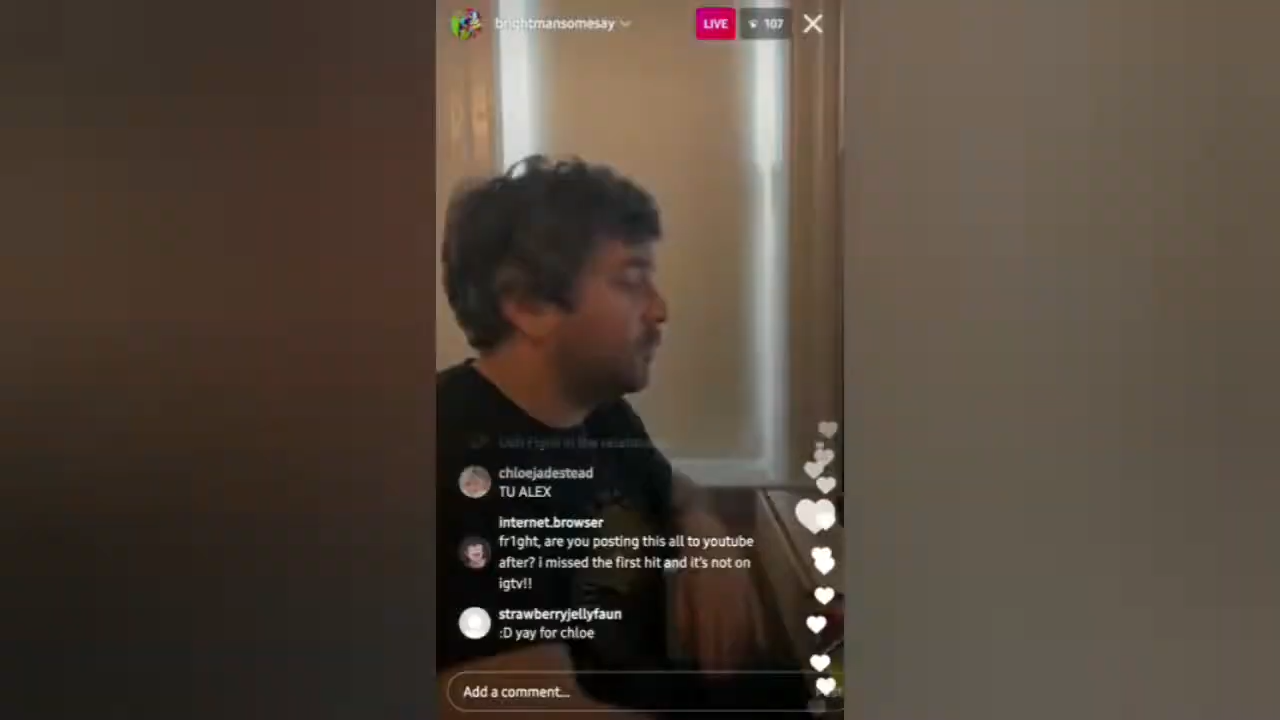 brightmansomesay
LIVE
107
chloejadestead
TU ALEX
internet.browser
fr1ght, are you posting this all to youtube
after? i missed the first hit and it's not on
igtv!!
strawberryjellyfaun
:D yay for chloe
Add a comment...